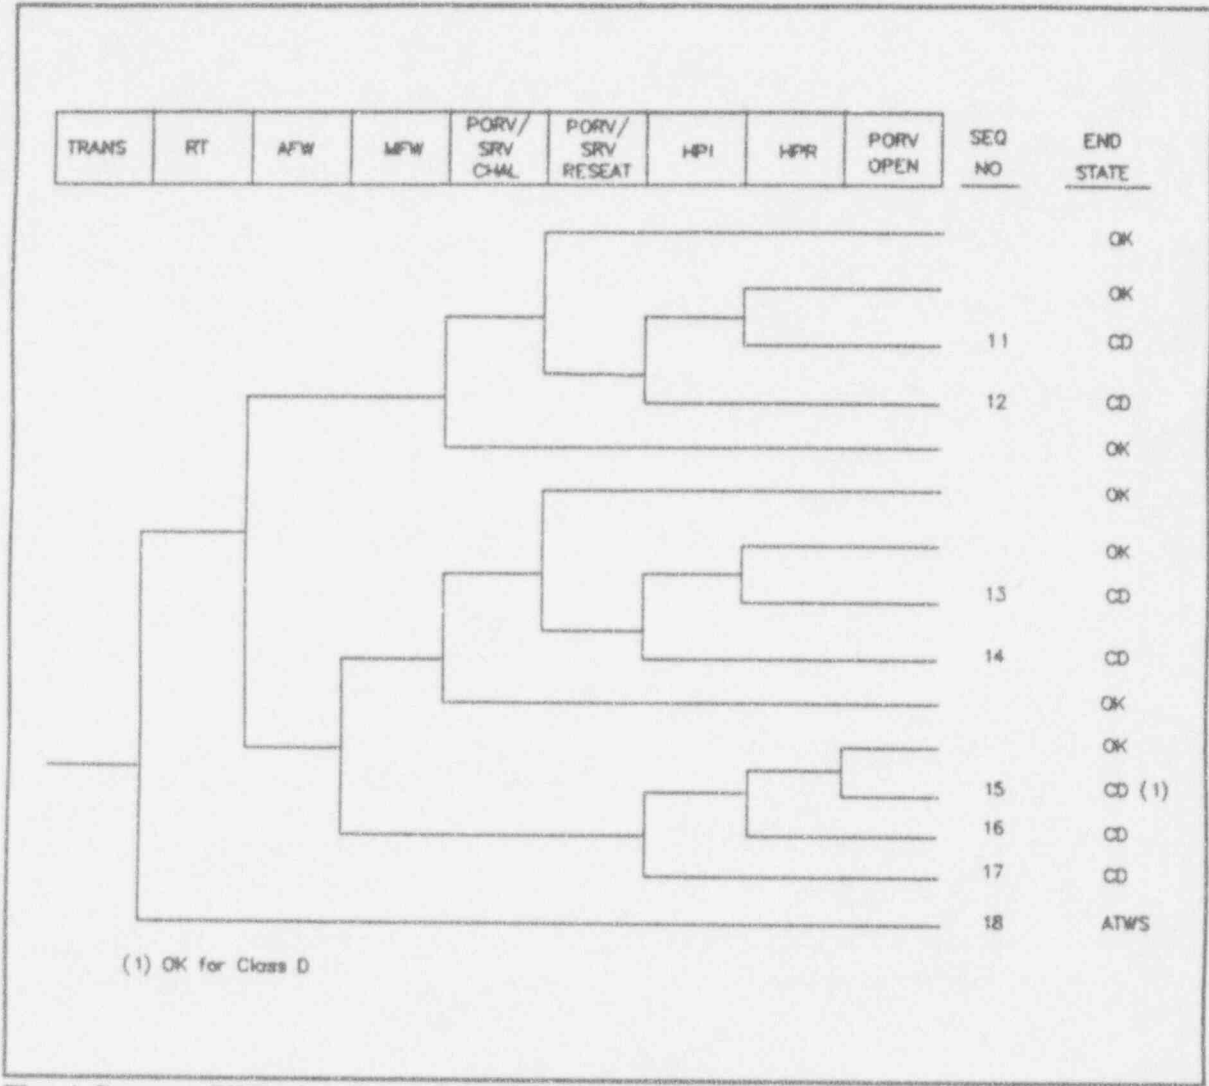 TRANS RT AFW MFW PORV/ SRV CHAL PORV/ SRV RESEAT HPI HPR PORV OPEN SEQ NO END STATE
OK
OK
11 CD
12 CD
OK
OK
OK
13 CD
14 CD
OK
OK
15 CD (1)
16 CD
17 CD
18 ATWS
(1) OK for Class D